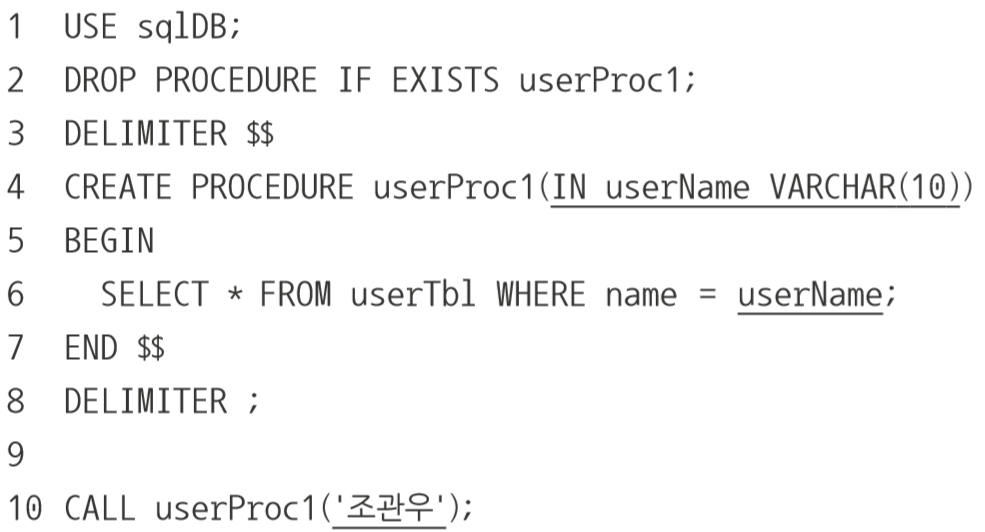 1 USE sqlDB;
2 DROP PROCEDURE IF EXISTS userProc1;
3 DELIMITER $$
4 CREATE PROCEDURE userProc1(IN userName VARCHAR(10))
5 BEGIN
6 SELECT * FROM userTbl WHERE name = userName;
7 END $$
8 DELIMITER ;
9
10 CALL userProc1('조관우');